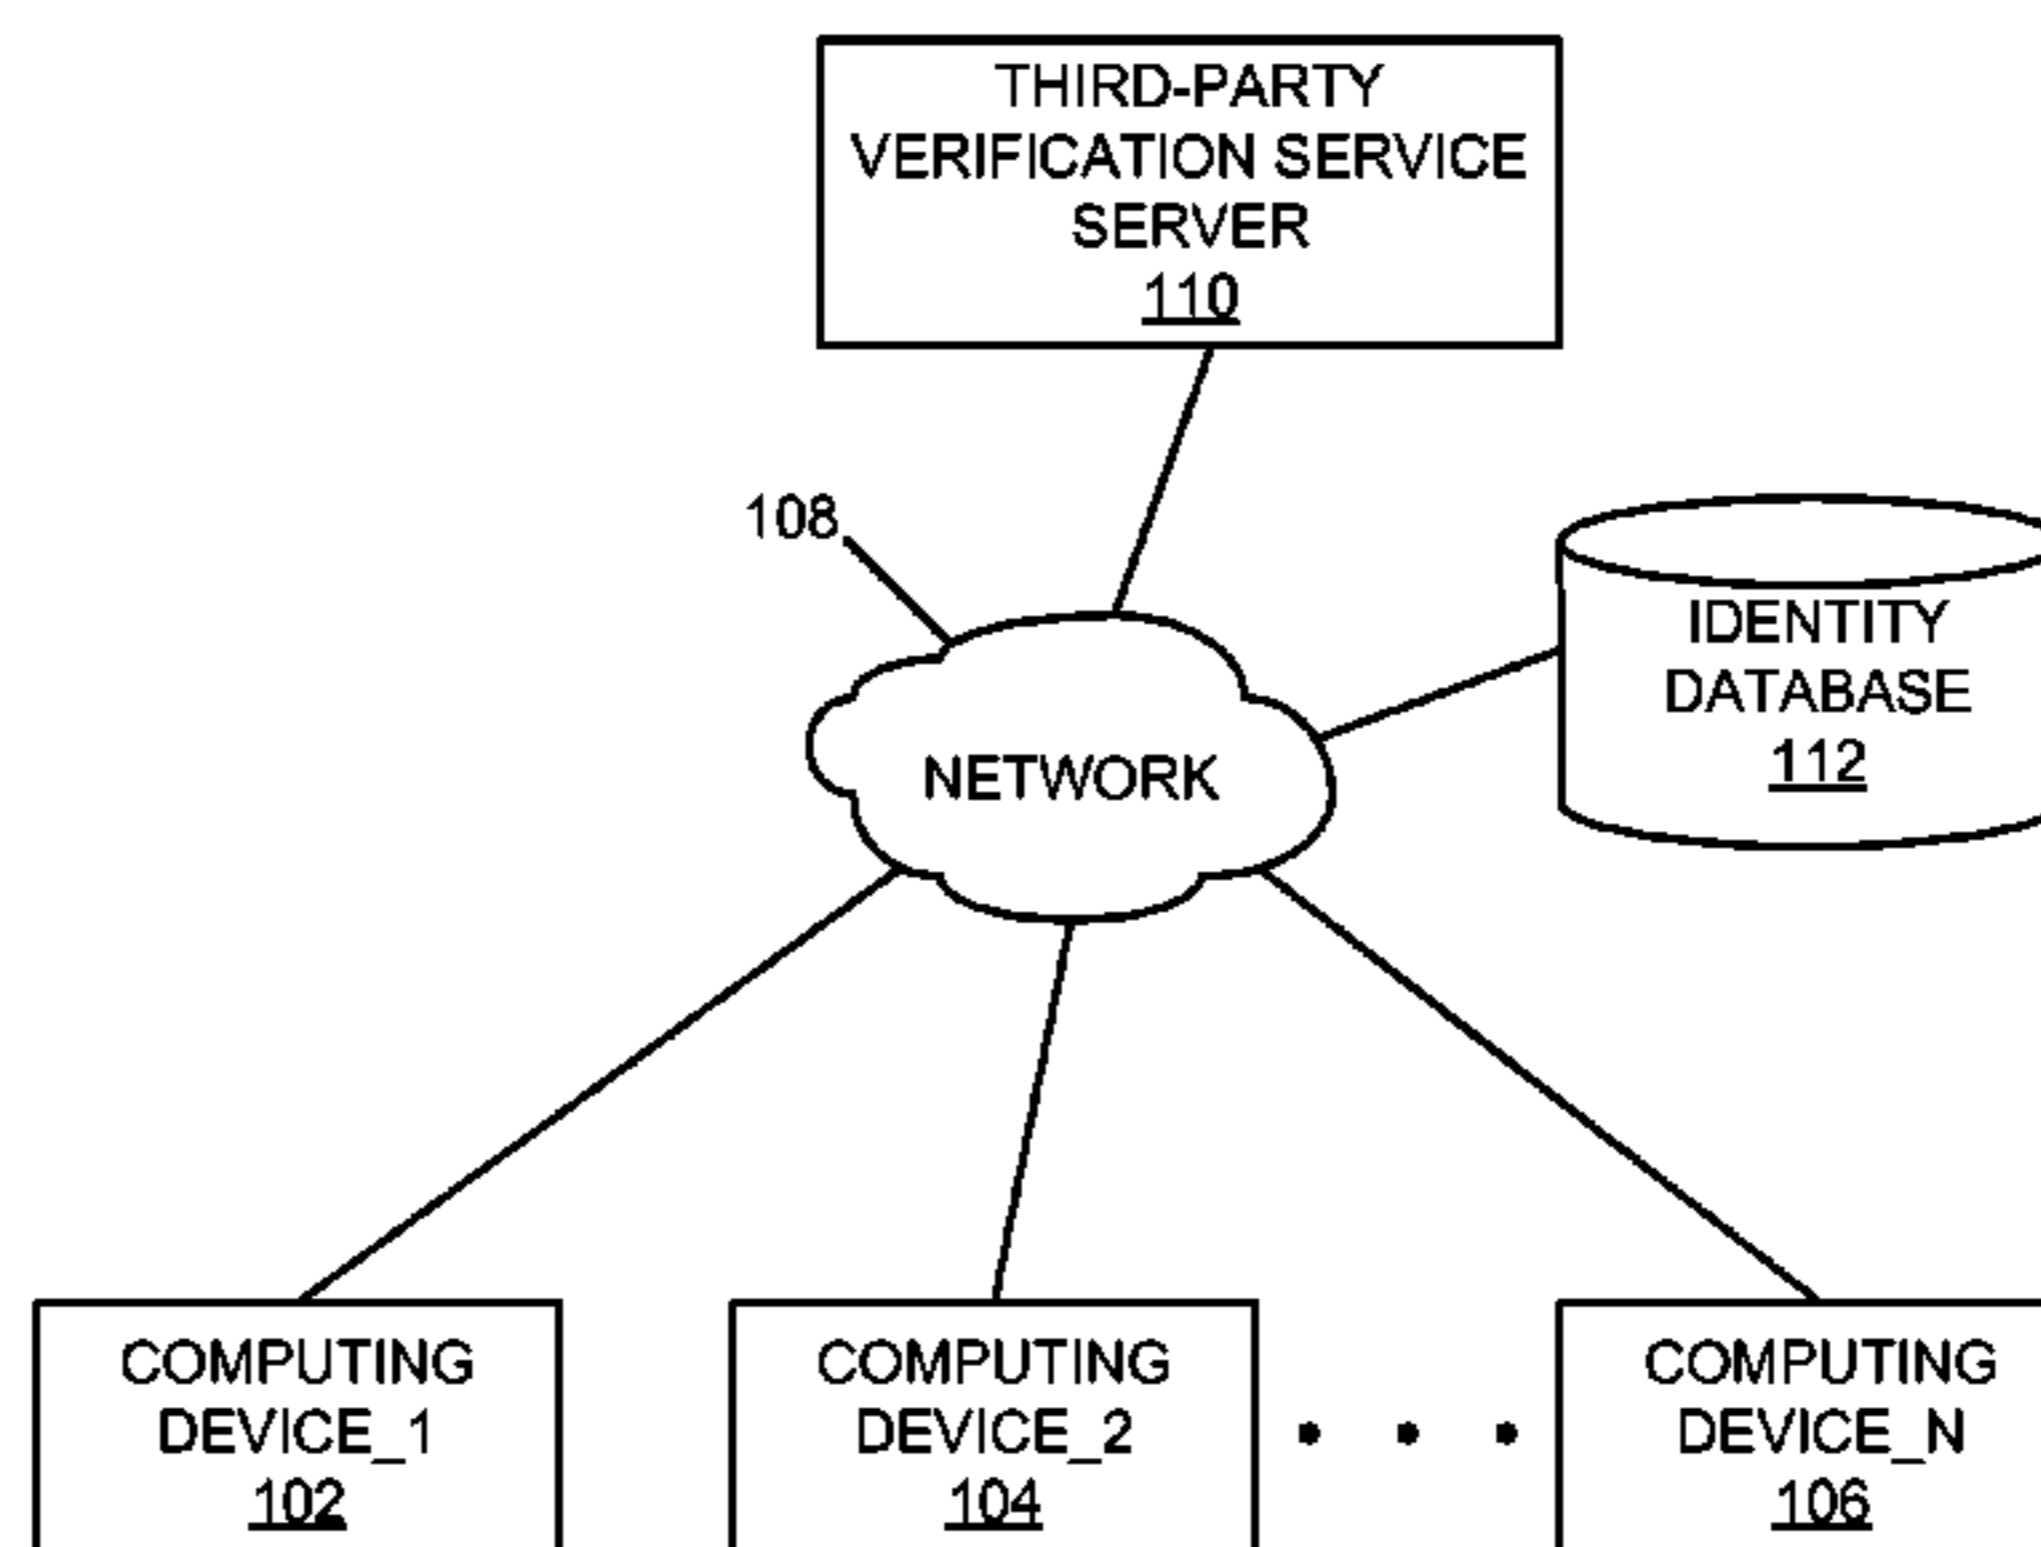 THIRD-PARTY
VERIFICATION SERVICE
SERVER
110
108
IDENTITY
DATABASE
112
NETWORK
COMPUTING
DEVICE_1
102
COMPUTING
DEVICE_2
104
• • •
COMPUTING
DEVICE_N
106